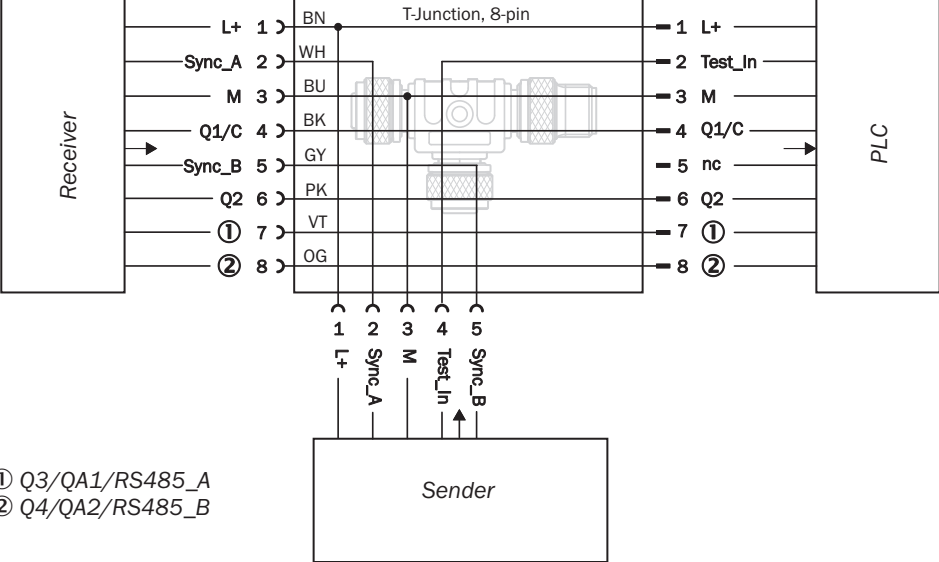 T-Junction, 8-pin
L+ 1 BN 1 L+
Sync_A 2 WH 2 Test_In
M 3 BU 3 M
Q1/C 4 BK 4 Q1/C
Sync_B 5 GY 5 nc
Q2 6 PK 6 Q2
① 7 VT 7 ①
② 8 OG 8 ②
Receiver
PLC
1 2 3 4 5
L+ Sync_A M Test_In Sync_B
Sender
① Q3/QA1/RS485_A
② Q4/QA2/RS485_B